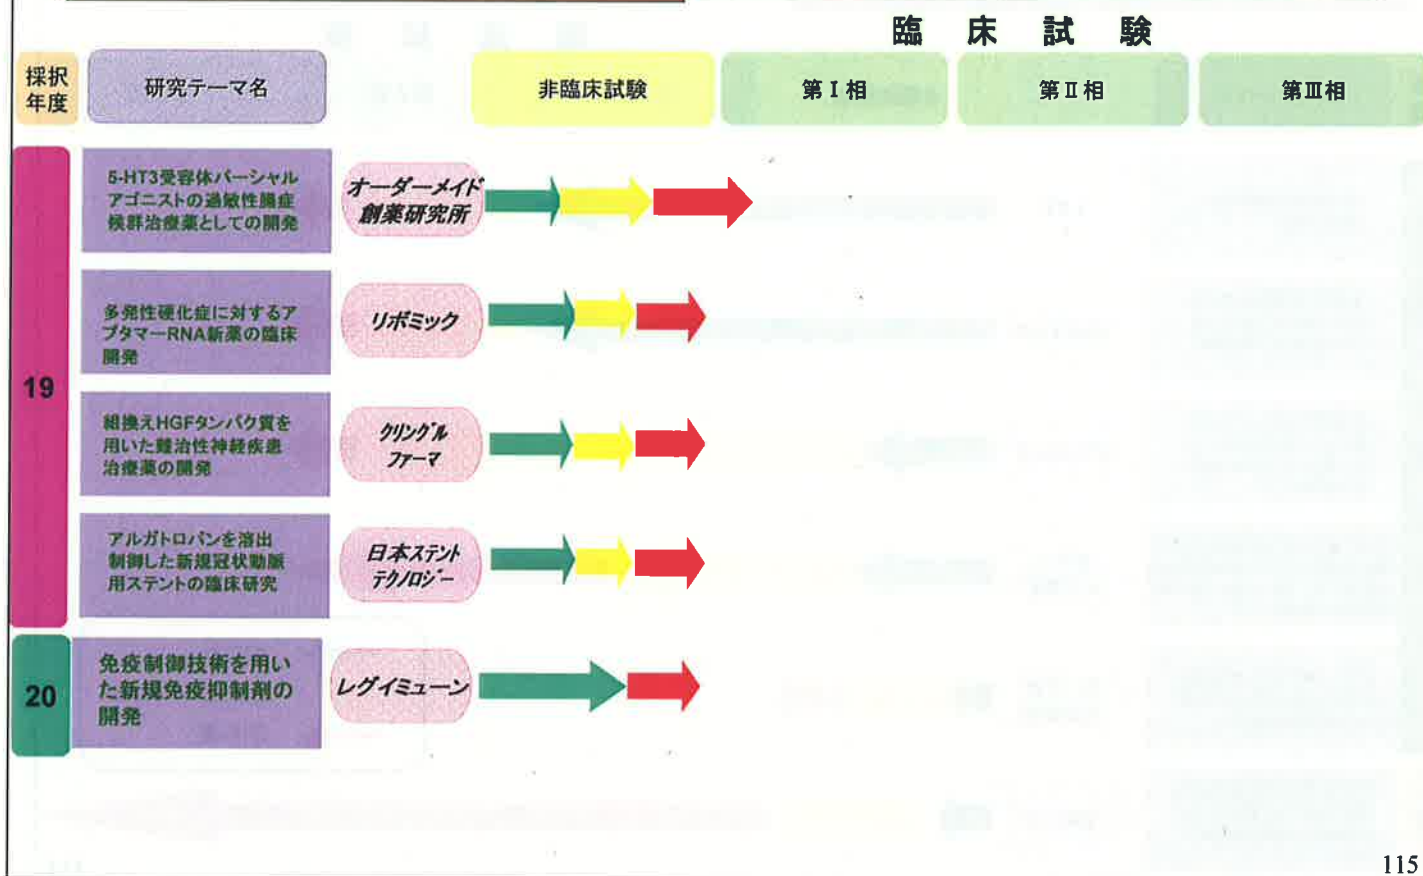 臨床試験
採択
年度
研究テーマ名
非臨床試験
第Ⅰ相
第Ⅱ相
第Ⅲ相
19
5-HT3受容体パーシャル
アゴニストの過敏性腸症
候群治療薬としての開発
オーダーメイド
創薬研究所
多発性硬化症に対するア
プタマーRNA新薬の臨床
開発
リボミック
組換えHGFタンパク質を
用いた難治性神経疾患
治療薬の開発
クリングル
ファーマ
アルガトロバンを溶出
制御した新規冠状動脈
用ステントの臨床研究
日本ステント
テクノロジー
20
免疫制御技術を用い
た新規免疫抑制剤の
開発
レグイミューン
115